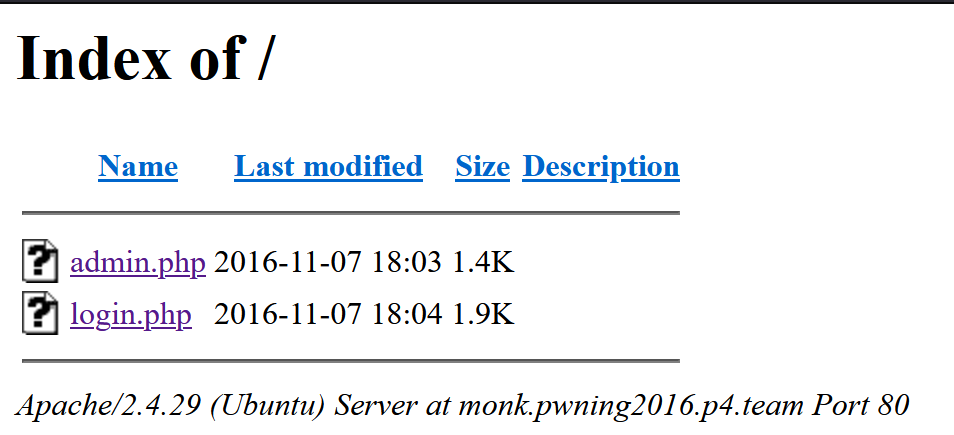 Index of /
Name Last modified Size Description
admin.php 2016-11-07 18:03 1.4K
login.php 2016-11-07 18:04 1.9K
Apache/2.4.29 (Ubuntu) Server at monk.pwning2016.p4.team Port 80